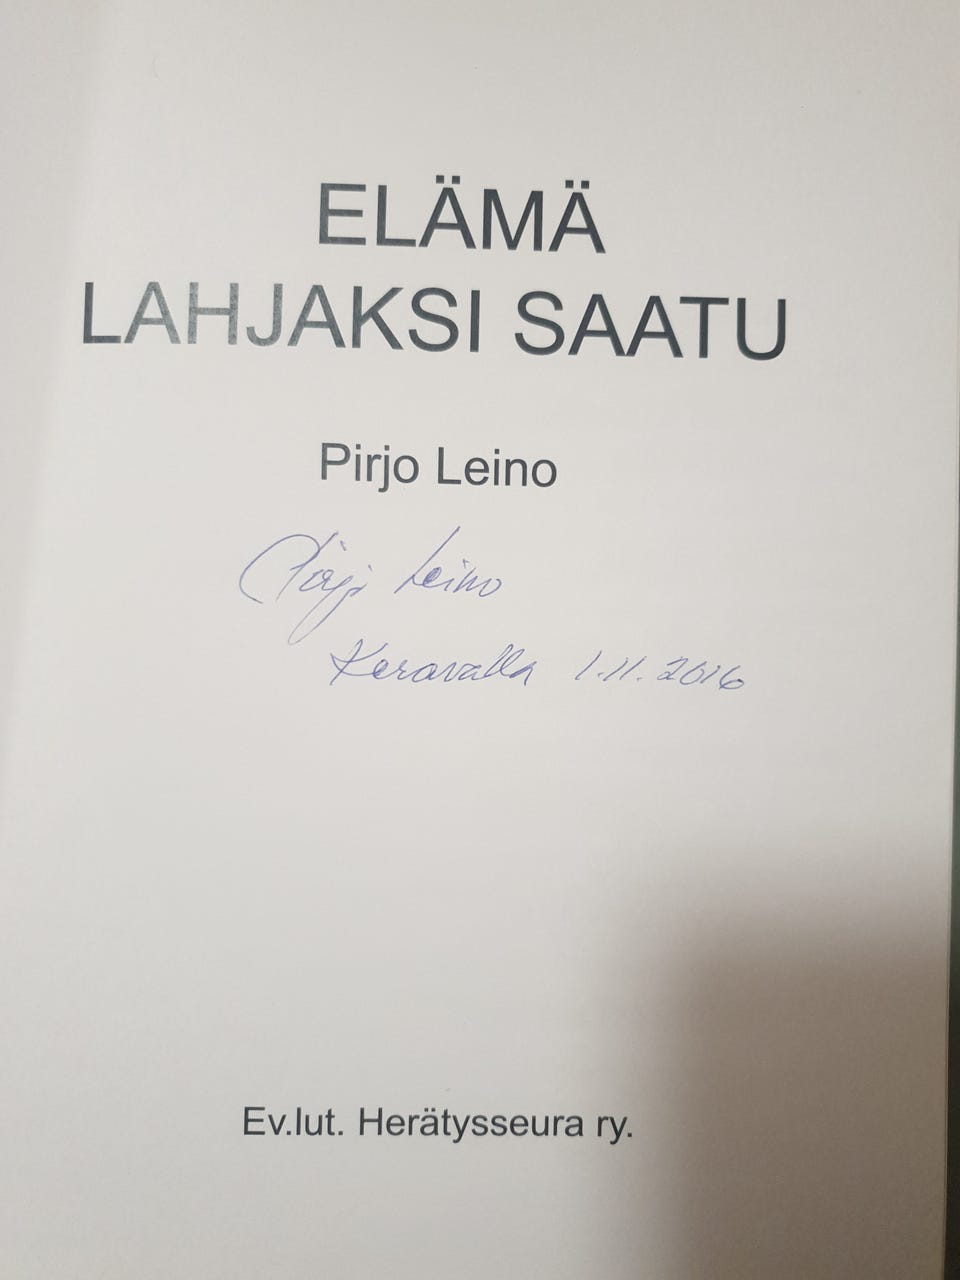 ELÄMÄ
LAHJAKSI SAATU
Pirjo Leino
Pirjo Leino
Keravalla 1.11.2016
Ev.lut. Herätysseura ry.